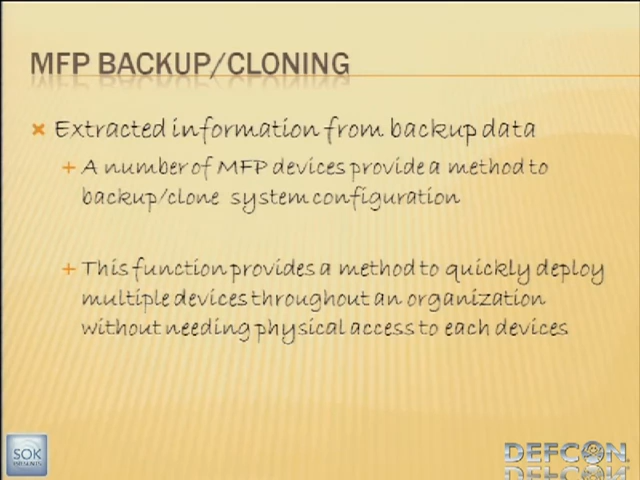 MFP BACKUP/CLONING
Extracted information from backup data
A number of MFP devices provide a method to
backup/clone system configuration
This function provides a method to quickly deploy
multiple devices throughout an organization
without needing physical access to each devices
SOK
DEFCON